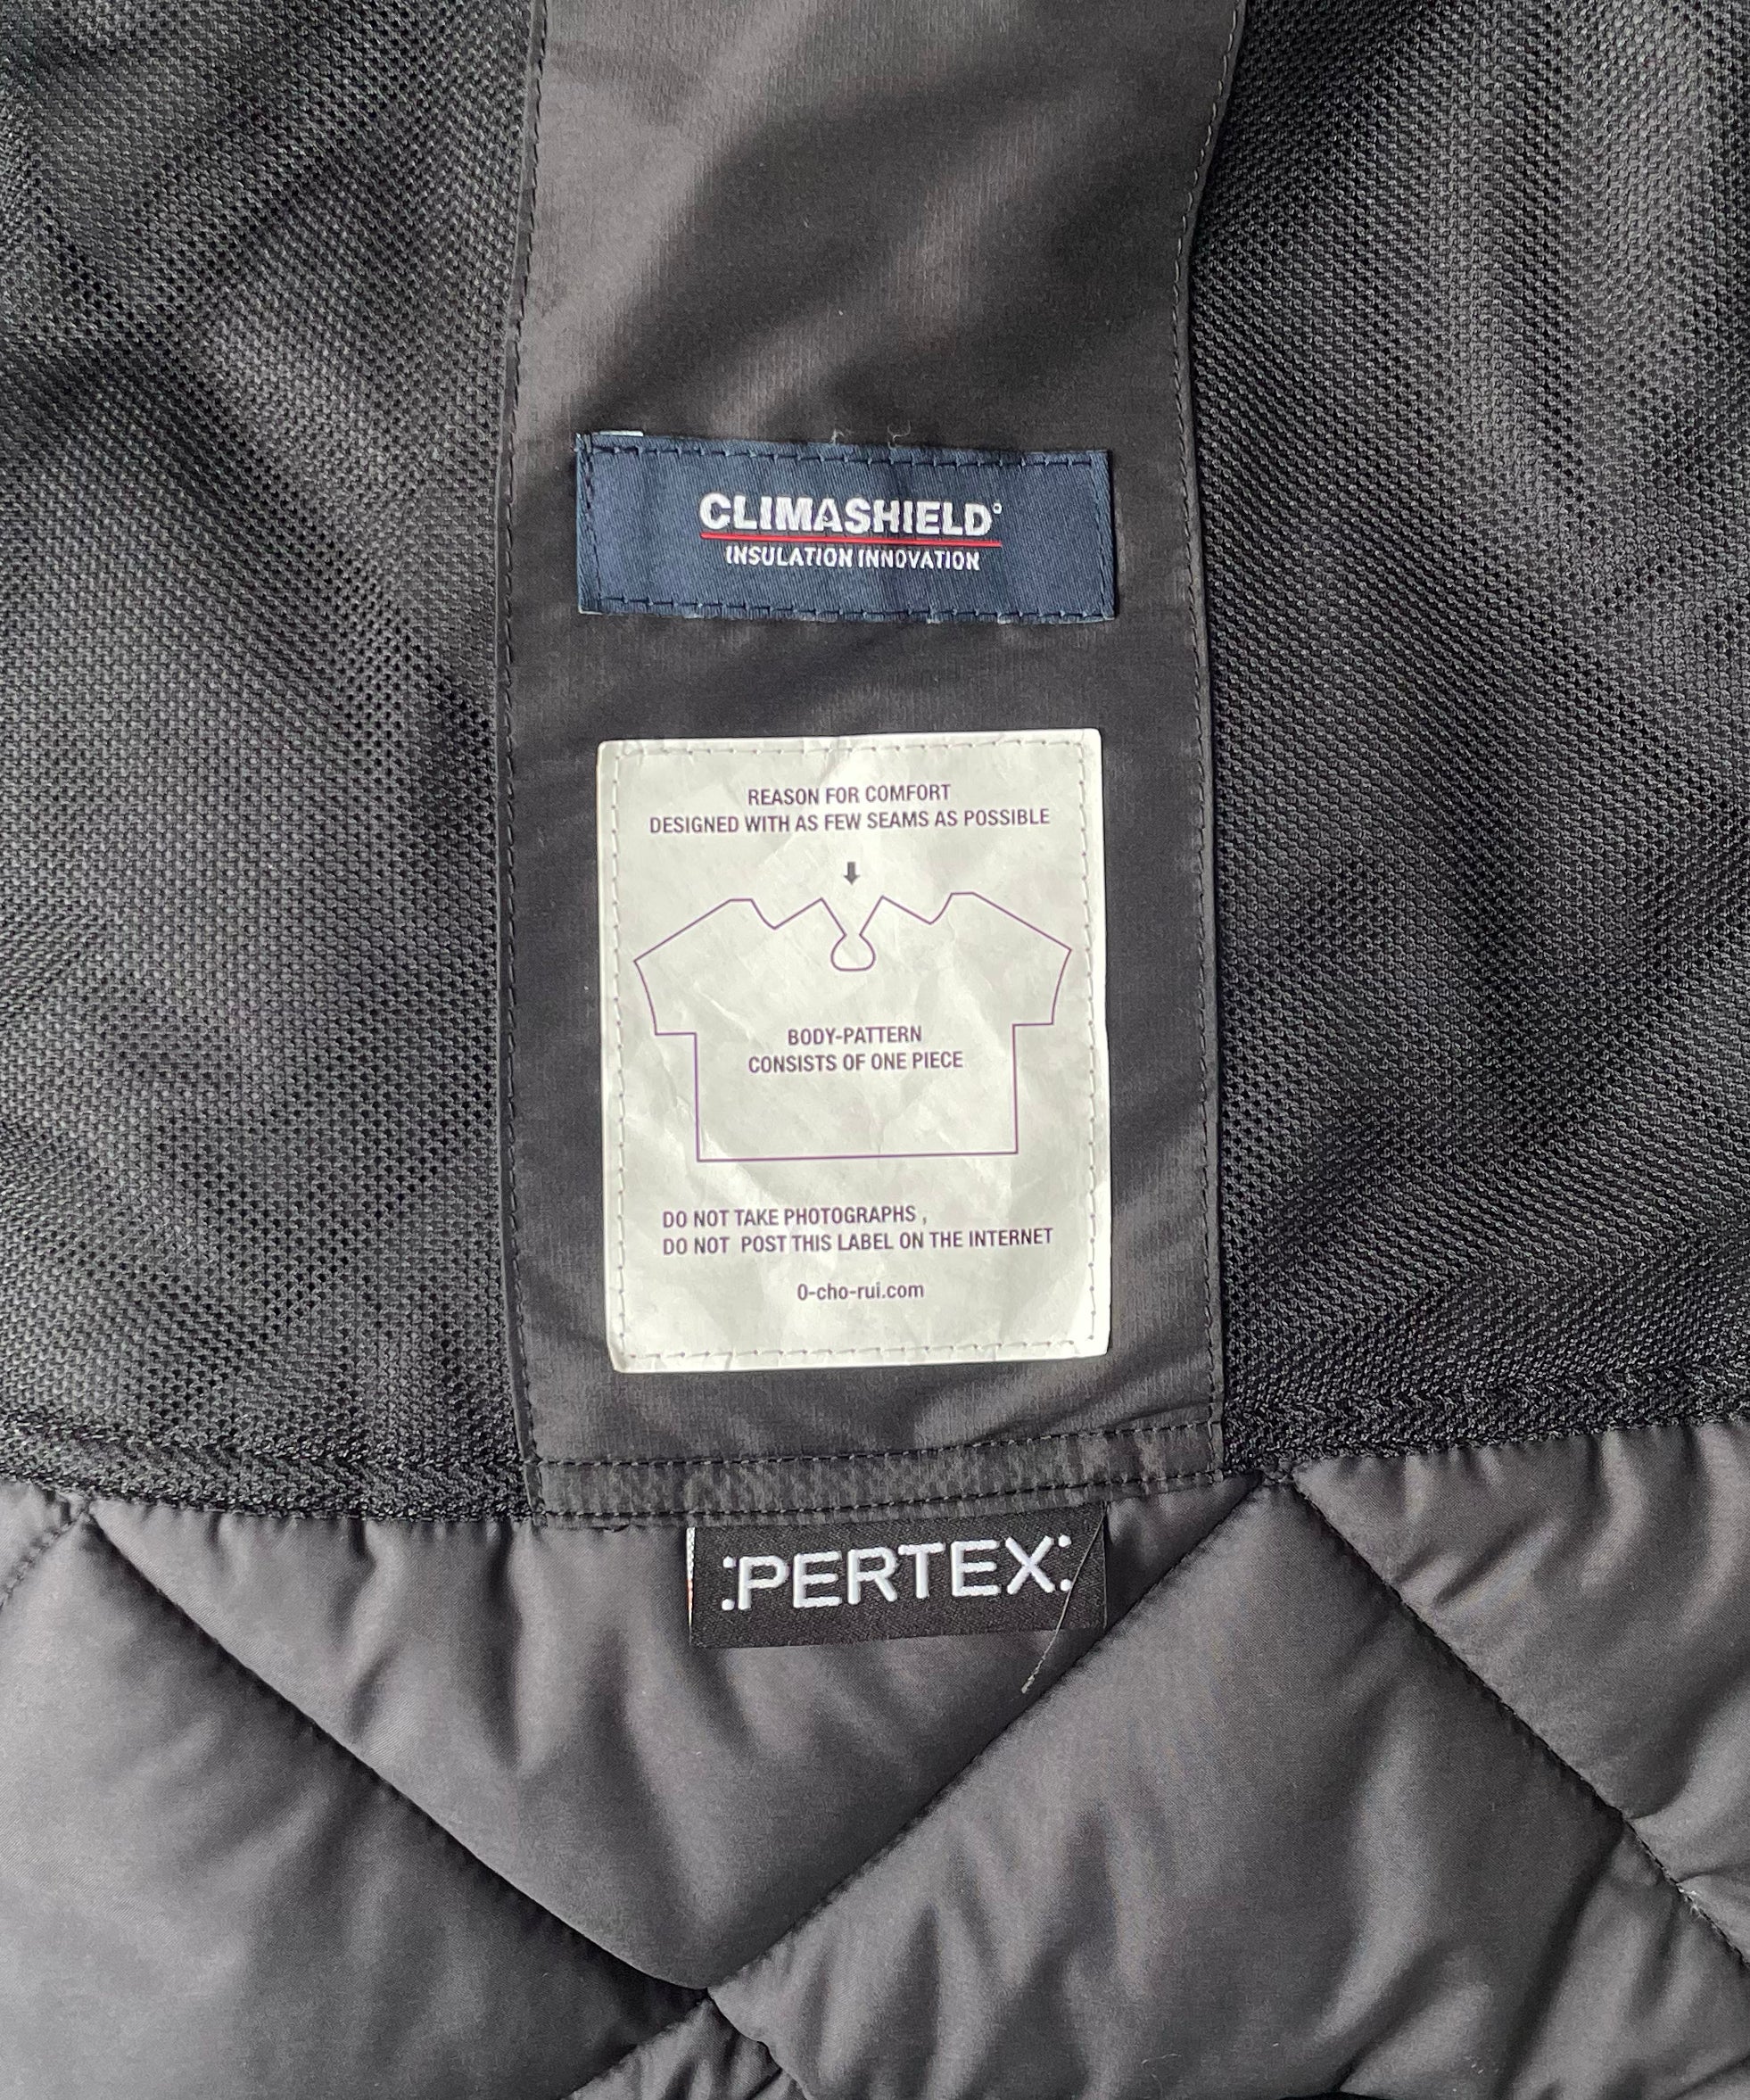 CLIMASHIELD®
INSULATION INNOVATION
REASON FOR COMFORT
DESIGNED WITH AS FEW SEAMS AS POSSIBLE
BODY-PATTERN
CONSISTS OF ONE PIECE
DO NOT TAKE PHOTOGRAPHS ,
DO NOT POST THIS LABEL ON THE INTERNET
0-cho-rui.com
:PERTEX: